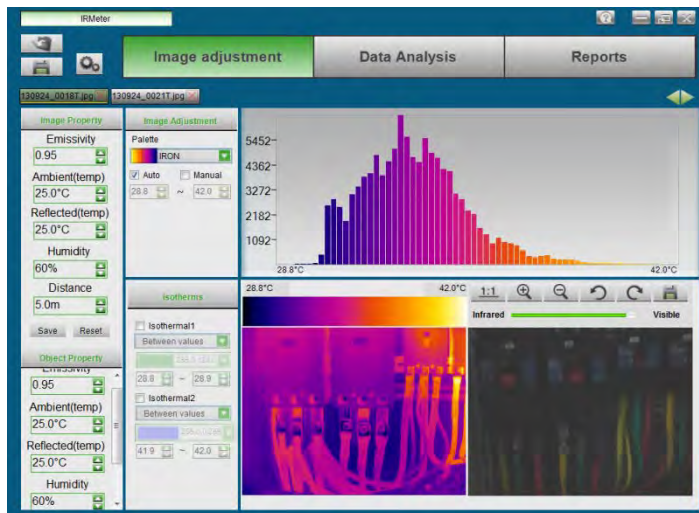 IRMeter
Image adjustment
Data Analysis
Reports
130924_0018T.jpg
130924_0021T.jpg
Image Property
Emissivity
0.95
Ambient(temp)
25.0°C
Reflected(temp)
25.0°C
Humidity
60%
Distance
5.0m
Save Reset
Image Adjustment
Palette
IRON
Auto Manual
28.8 ~ 42.0
5452
4362
3272
2182
1092
28.8°C 42.0°C
Object Property
Emissivity
0.95
Ambient(temp)
25.0°C
Reflected(temp)
25.0°C
Humidity
60%
Isotherms
Isothermal1
Between values
28.8 ~ 28.9
Isothermal2
Between values
41.9 ~ 42.0
28.8°C 42.0°C
1:1
Infrared Visible